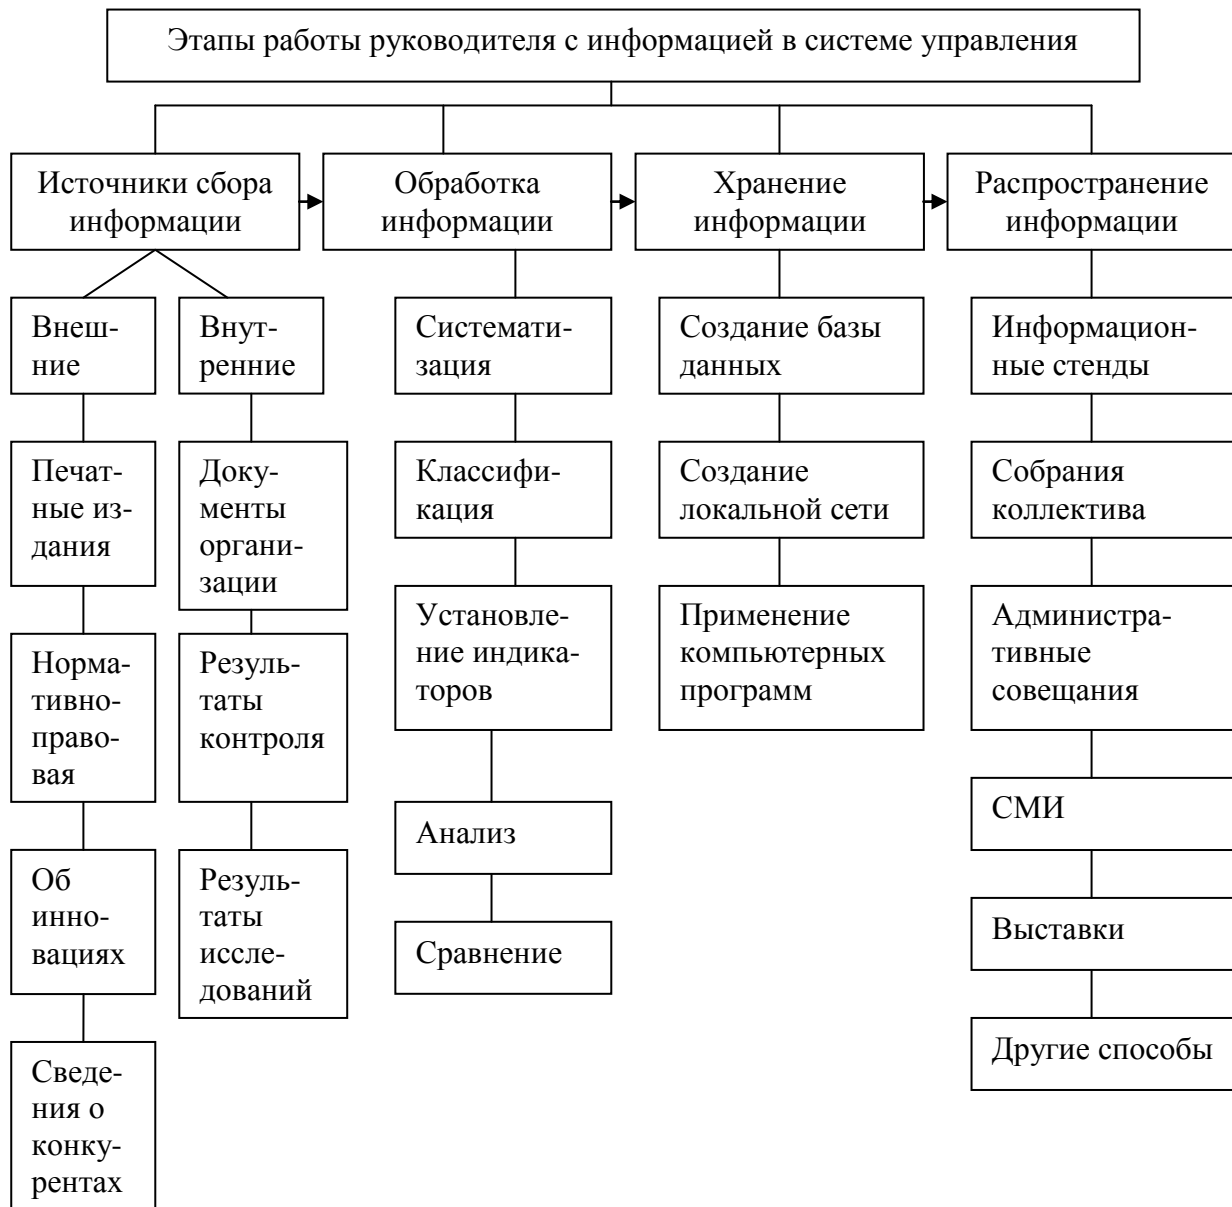 Этапы работы руководителя с информацией в системе управления
Источники сбора
информации
Обработка
информации
Хранение
информации
Распространение
информации
Внеш-
ние
Внут-
ренние
Системати-
зация
Создание базы
данных
Информацион-
ные стенды
Печат-
ные из-
дания
Доку-
менты
органи-
зации
Классифи-
кация
Создание
локальной сети
Собрания
коллектива
Норма-
тивно-
право-
вая
Резуль-
таты
контроля
Установле-
ние индика-
торов
Применение
компьютерных
программ
Администра-
тивные
совещания
Об
инно-
вациях
Резуль-
таты
иссле-
дований
Анализ
СМИ
Сравнение
Выставки
Сведе-
ния о
конку-
рентах
Другие способы